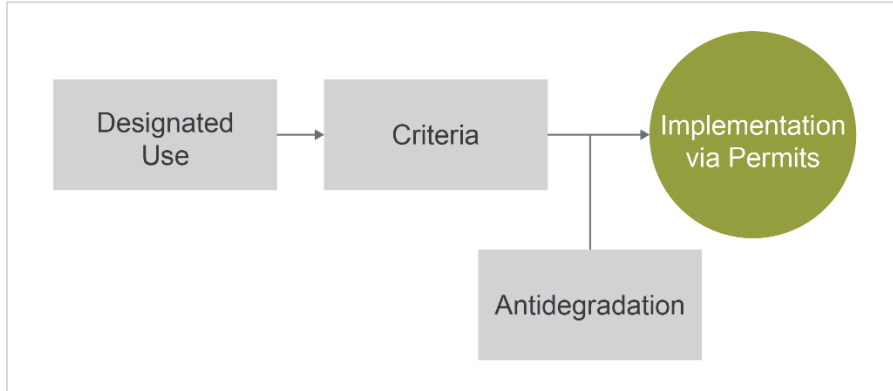 Designated
Use
Criteria
Implementation
via Permits
Antidegradation